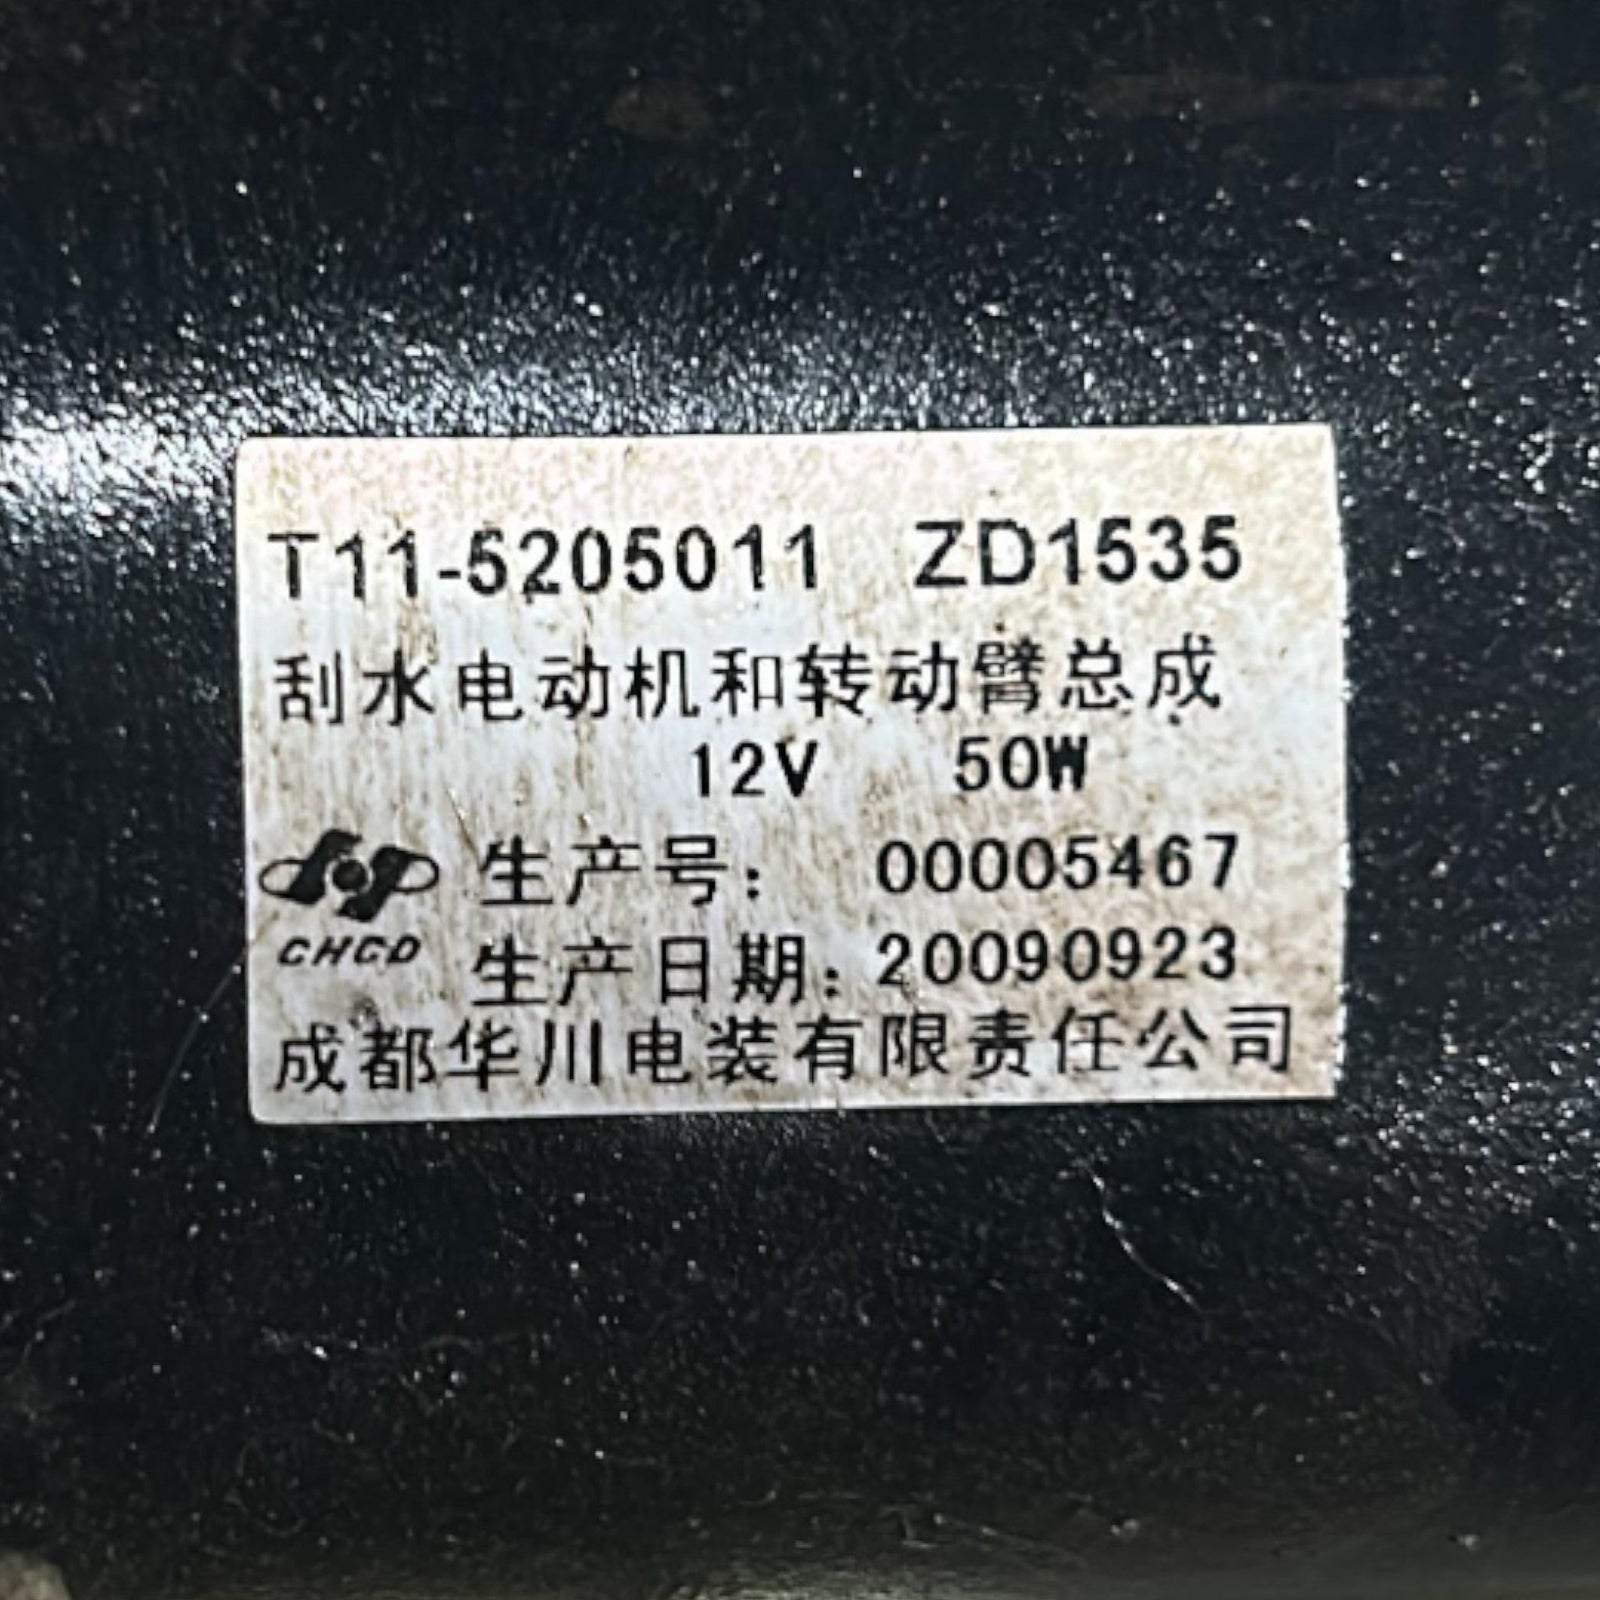 T11-5205011 ZD1535
刮水电动机和转动臂总成
12V 50W
生产号： 00005467
CHCD
生产日期：20090923
成都华川电装有限责任公司